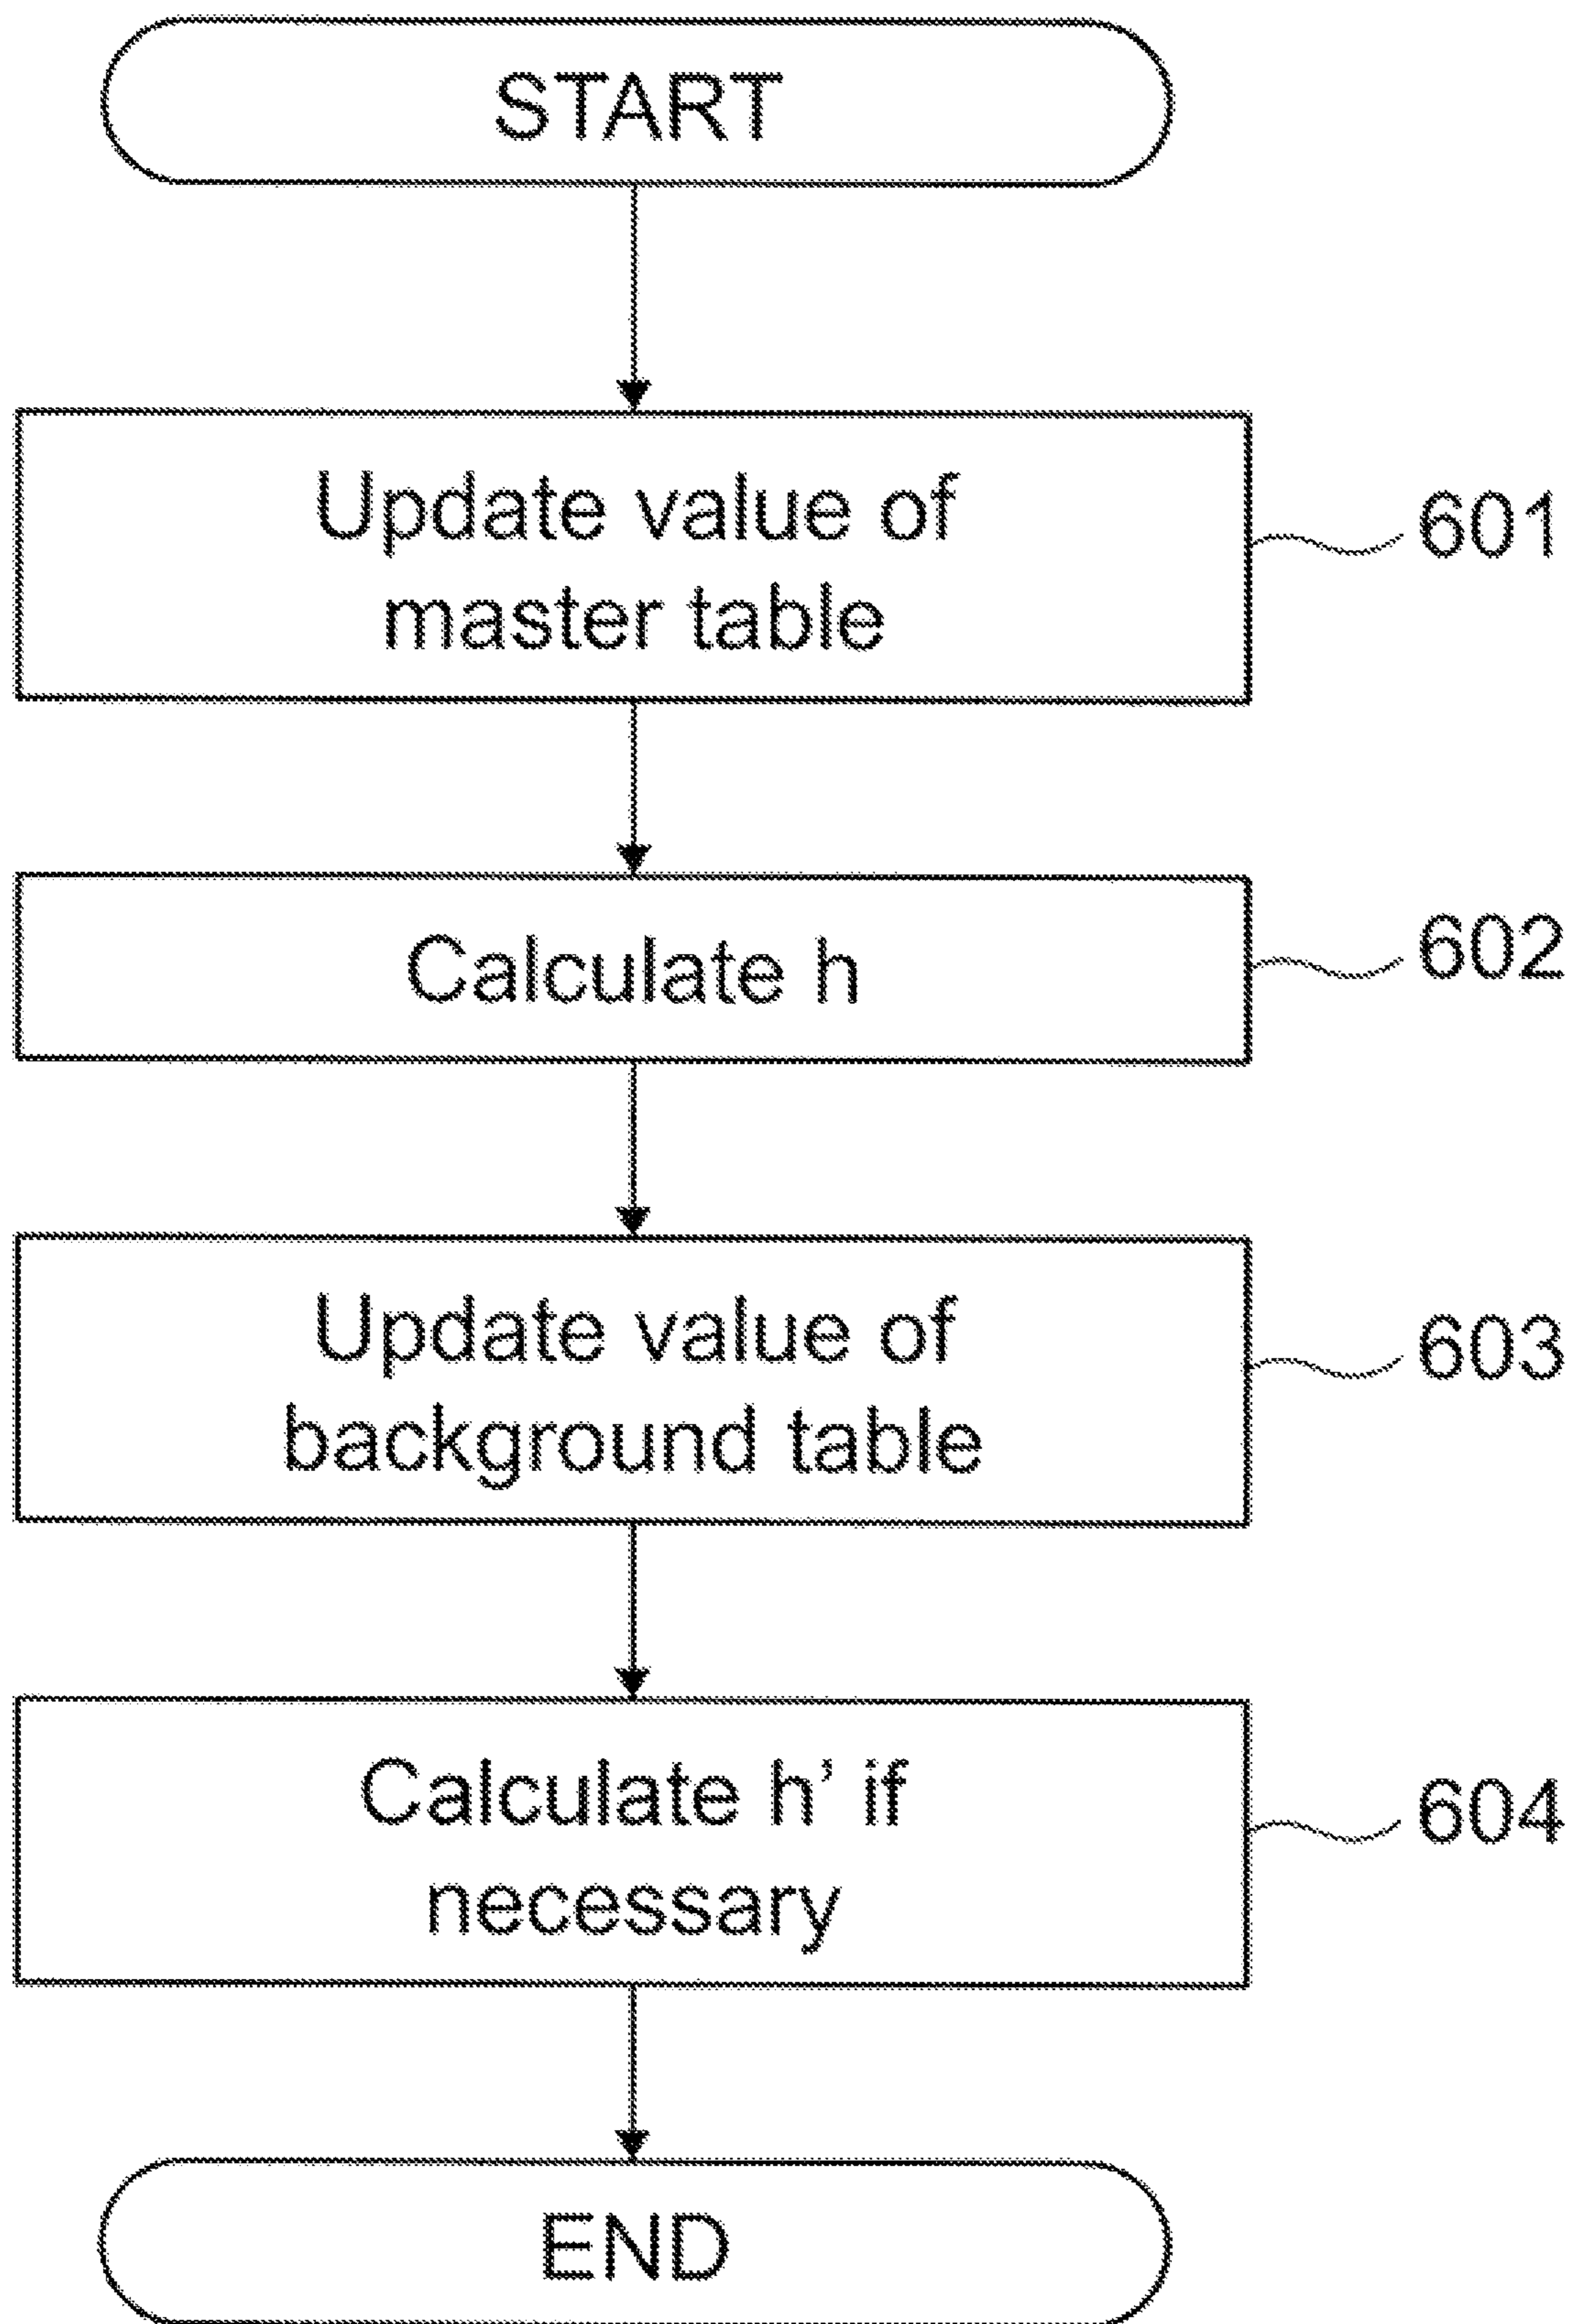 START
Update value of
master table
601
Calculate h
602
Update value of
background table
603
Calculate h’ if
necessary
604
END